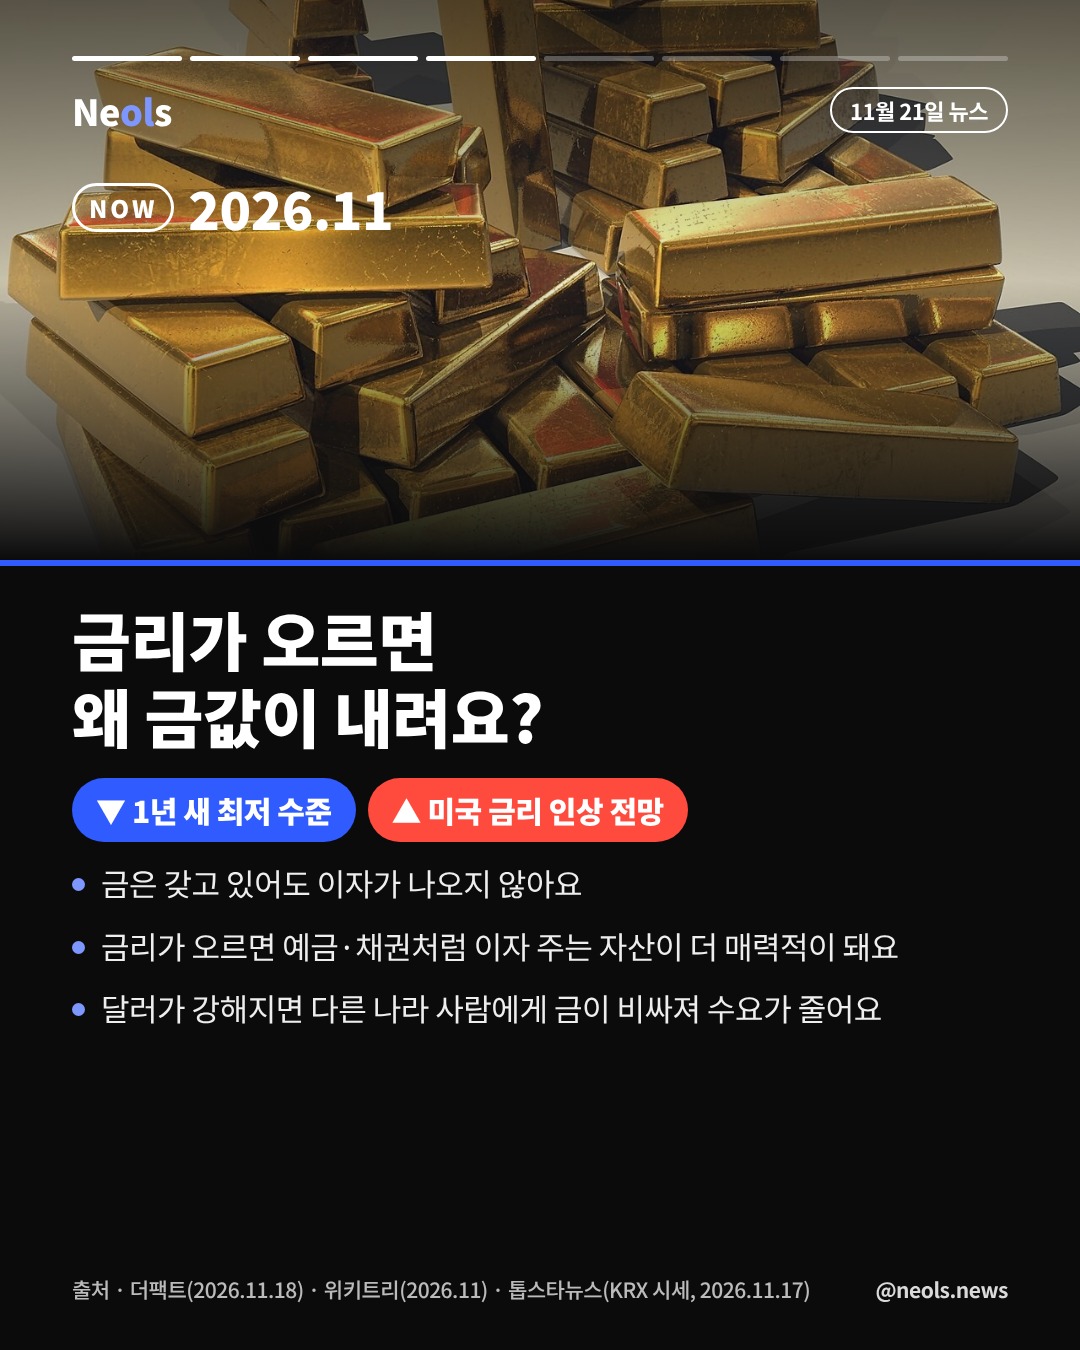 Neols
11월 21일 뉴스
NOW 2026.11
금리가 오르면
왜 금값이 내려요?
▼ 1년 새 최저 수준
▲ 미국 금리 인상 전망
• 금은 갖고 있어도 이자가 나오지 않아요
• 금리가 오르면 예금·채권처럼 이자 주는 자산이 더 매력적이 돼요
• 달러가 강해지면 다른 나라 사람에게 금이 비싸져 수요가 줄어요
출처 · 더팩트(2026.11.18) · 위키트리(2026.11) · 톱스타뉴스(KRX 시세, 2026.11.17)
@neols.news